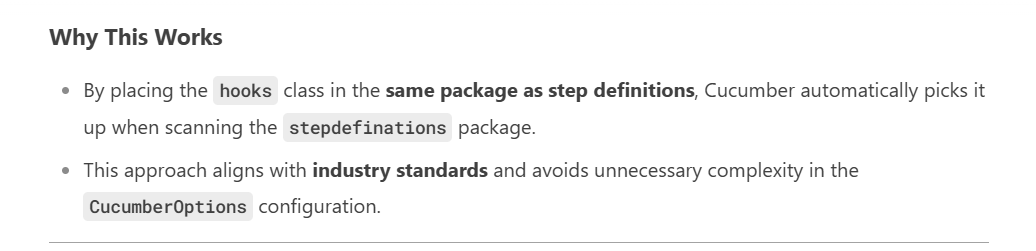 Why This Works
By placing the hooks class in the same package as step definitions, Cucumber automatically picks it
up when scanning the stepdefinations package.
This approach aligns with industry standards and avoids unnecessary complexity in the
CucumberOptions configuration.